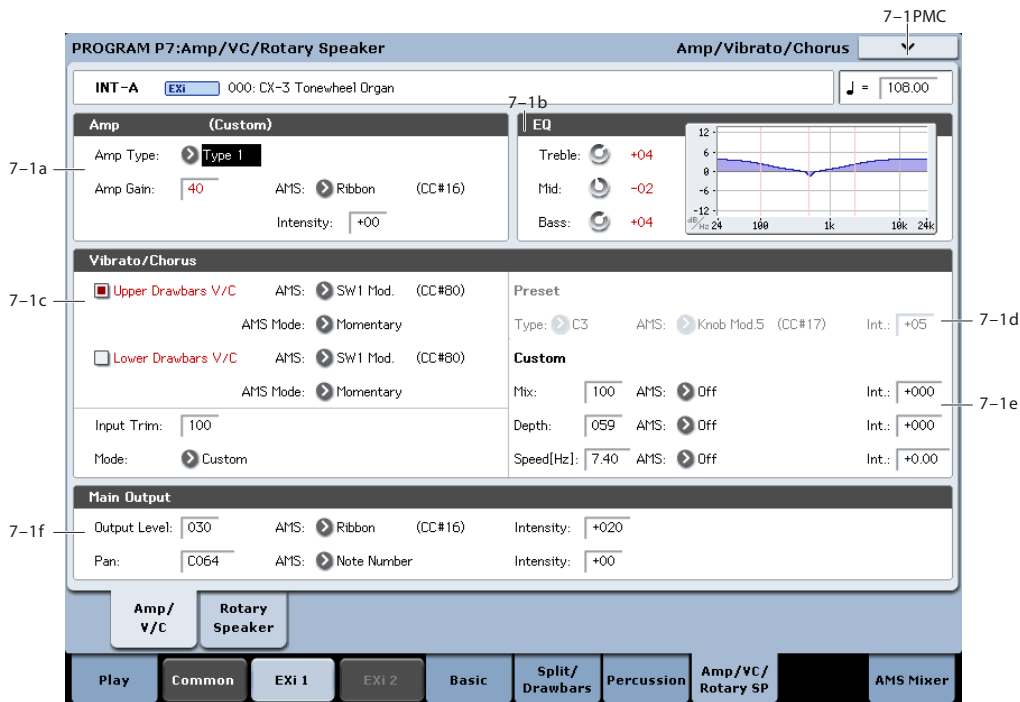 7–1PMC
PROGRAM P7:Amp/VC/Rotary Speaker Amp/Vibrato/Chorus
INT-A EXi 000: CX-3 Tonewheel Organ ♩ = 108.00
7–1b
Amp (Custom)
7–1a
Amp Type: Type 1
Amp Gain: 40 AMS: Ribbon (CC#16)
Intensity: +00
EQ
Treble: +04
Mid: -02
Bass: +04
12
6
0
-6
-12
dB/Hz 24 100 1k 10k 24k
Vibrato/Chorus
7–1c
Upper Drawbars V/C AMS: SW1 Mod. (CC#80)
AMS Mode: Momentary
Lower Drawbars V/C AMS: SW1 Mod. (CC#80)
AMS Mode: Momentary
Input Trim: 100
Mode: Custom
Preset
Type: C3 AMS: Knob Mod.5 (CC#17) Int.: +05
7–1d
Custom
Mix: 100 AMS: Off Int.: +000
7–1e
Depth: 059 AMS: Off Int.: +000
Speed[Hz]: 7.40 AMS: Off Int.: +0.00
Main Output
7–1f
Output Level: 030 AMS: Ribbon (CC#16) Intensity: +020
Pan: C064 AMS: Note Number Intensity: +00
Amp/
V/C
Rotary
Speaker
Play
Common
EXi 1
EXi 2
Basic
Split/
Drawbars
Percussion
Amp/VC/
Rotary SP
AMS Mixer